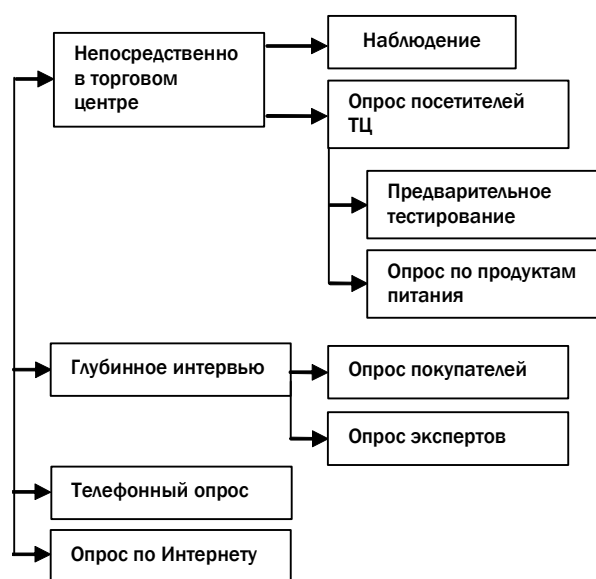 Непосредственно
в торговом
центре
Наблюдение
Опрос посетителей
ТЦ
Предварительное
тестирование
Опрос по продуктам
питания
Глубинное интервью
Опрос покупателей
Опрос экспертов
Телефонный опрос
Опрос по Интернету